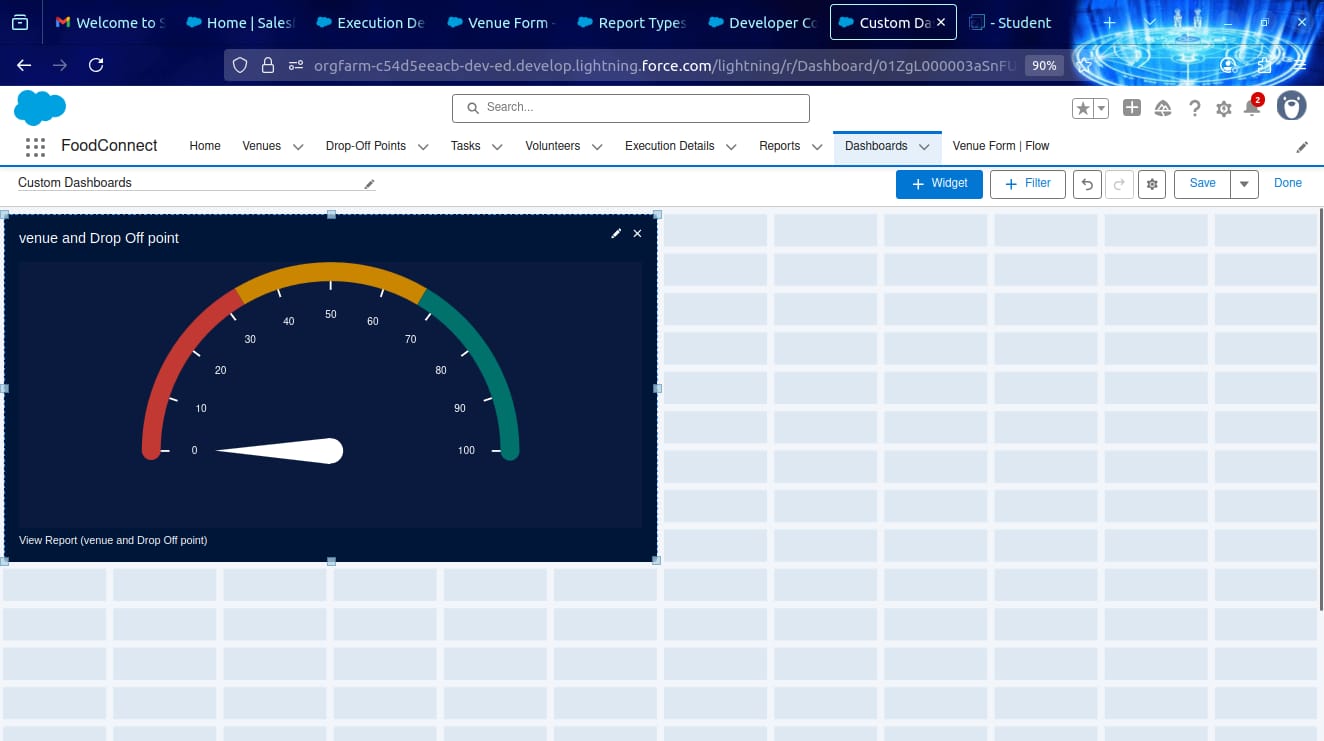 Welcome to S
Home | Sales
Execution De
Venue Form -
Report Types
Developer Co
Custom Da
- Student
orgfarm-c54d5eeacb-dev-ed.develop.lightning.force.com/lightning/r/Dashboard/01ZgL000003aSnFU
90%
Search...
2
FoodConnect
Home
Venues
Drop-Off Points
Tasks
Volunteers
Execution Details
Reports
Dashboards
Venue Form | Flow
Custom Dashboards
+ Widget
+ Filter
Save
Done
venue and Drop Off point
0
10
20
30
40
50
60
70
80
90
100
View Report (venue and Drop Off point)